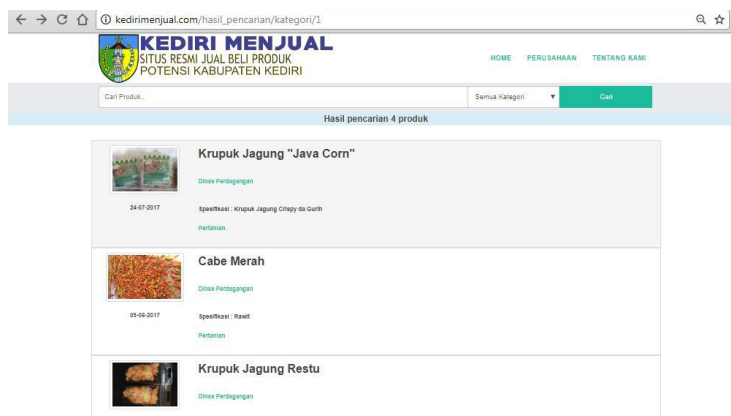 kedirimenjual.com/hasil_pencarian/kategori/1
KEDIRI MENJUAL
SITUS RESMI JUAL BELI PRODUK
POTENSI KABUPATEN KEDIRI
HOME PERUSAHAAN TENTANG KAMI
Cari Produk.. Semua Kategori Cari
Hasil pencarian 4 produk
Krupuk Jagung "Java Corn"
Dinas Perdagangan
24-07-2017 Spesifikasi : Krupuk Jagung Crispy da Gurih
Pertanian
Cabe Merah
Dinas Perdagangan
09-06-2017 Spesifikasi : Rawit
Pertanian
Krupuk Jagung Restu
Dinas Perdagangan